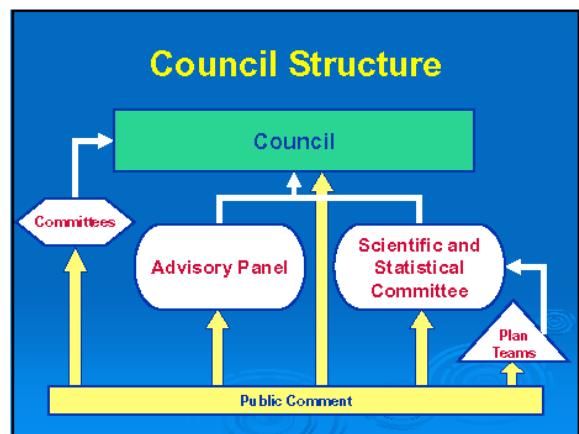 Council Structure
Council
Committees
Advisory Panel
Scientific and
Statistical
Committee
Plan
Teams
Public Comment